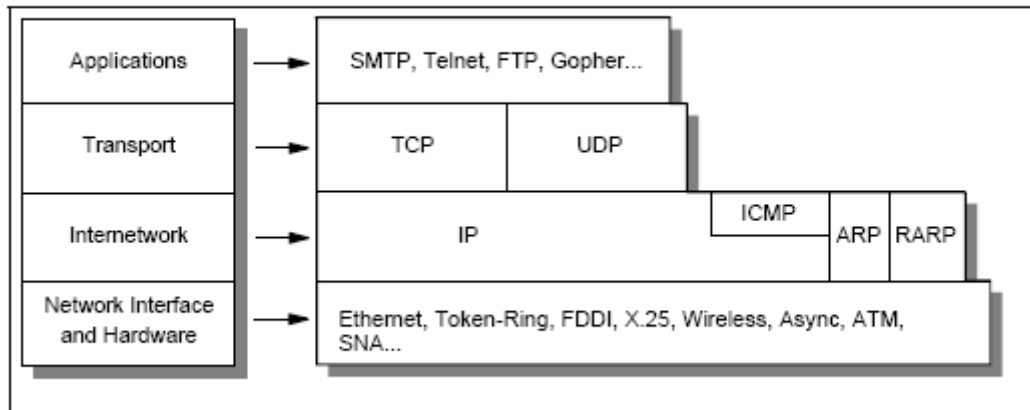 Applications
SMTP, Telnet, FTP, Gopher...
Transport
TCP
UDP
Internetwork
IP
ICMP
ARP
RARP
Network Interface
and Hardware
Ethernet, Token-Ring, FDDI, X.25, Wireless, Async, ATM,
SNA...